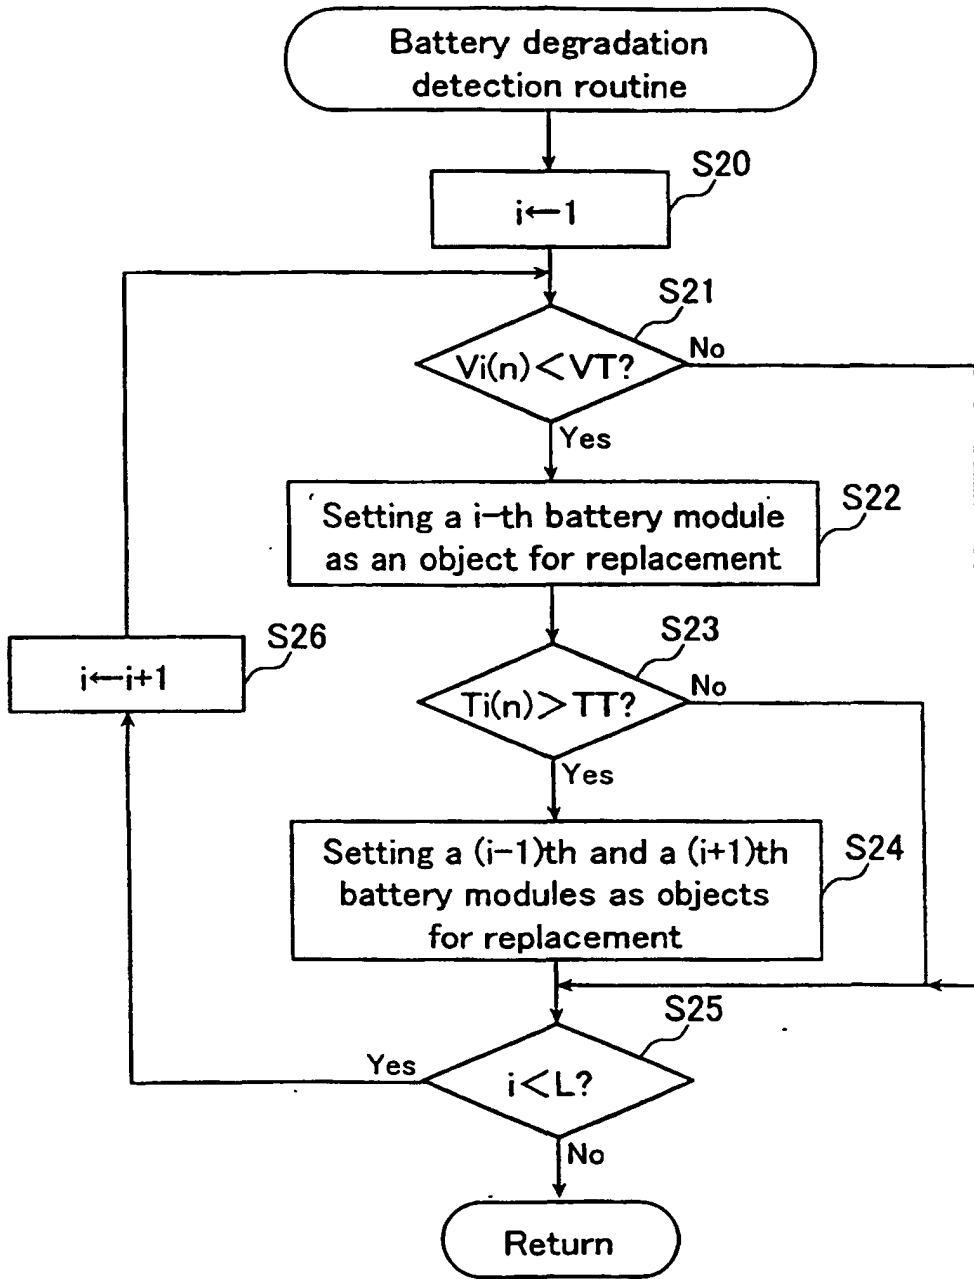 Battery degradation
detection routine
S20
i←1
S21
Vi(n)<VT?
No
Yes
S22
Setting a i-th battery module
as an object for replacement
S23
S26
i←i+1
Ti(n)>TT?
No
Yes
S24
Setting a (i-1)th and a (i+1)th
battery modules as objects
for replacement
S25
Yes
i<L?
No
Return